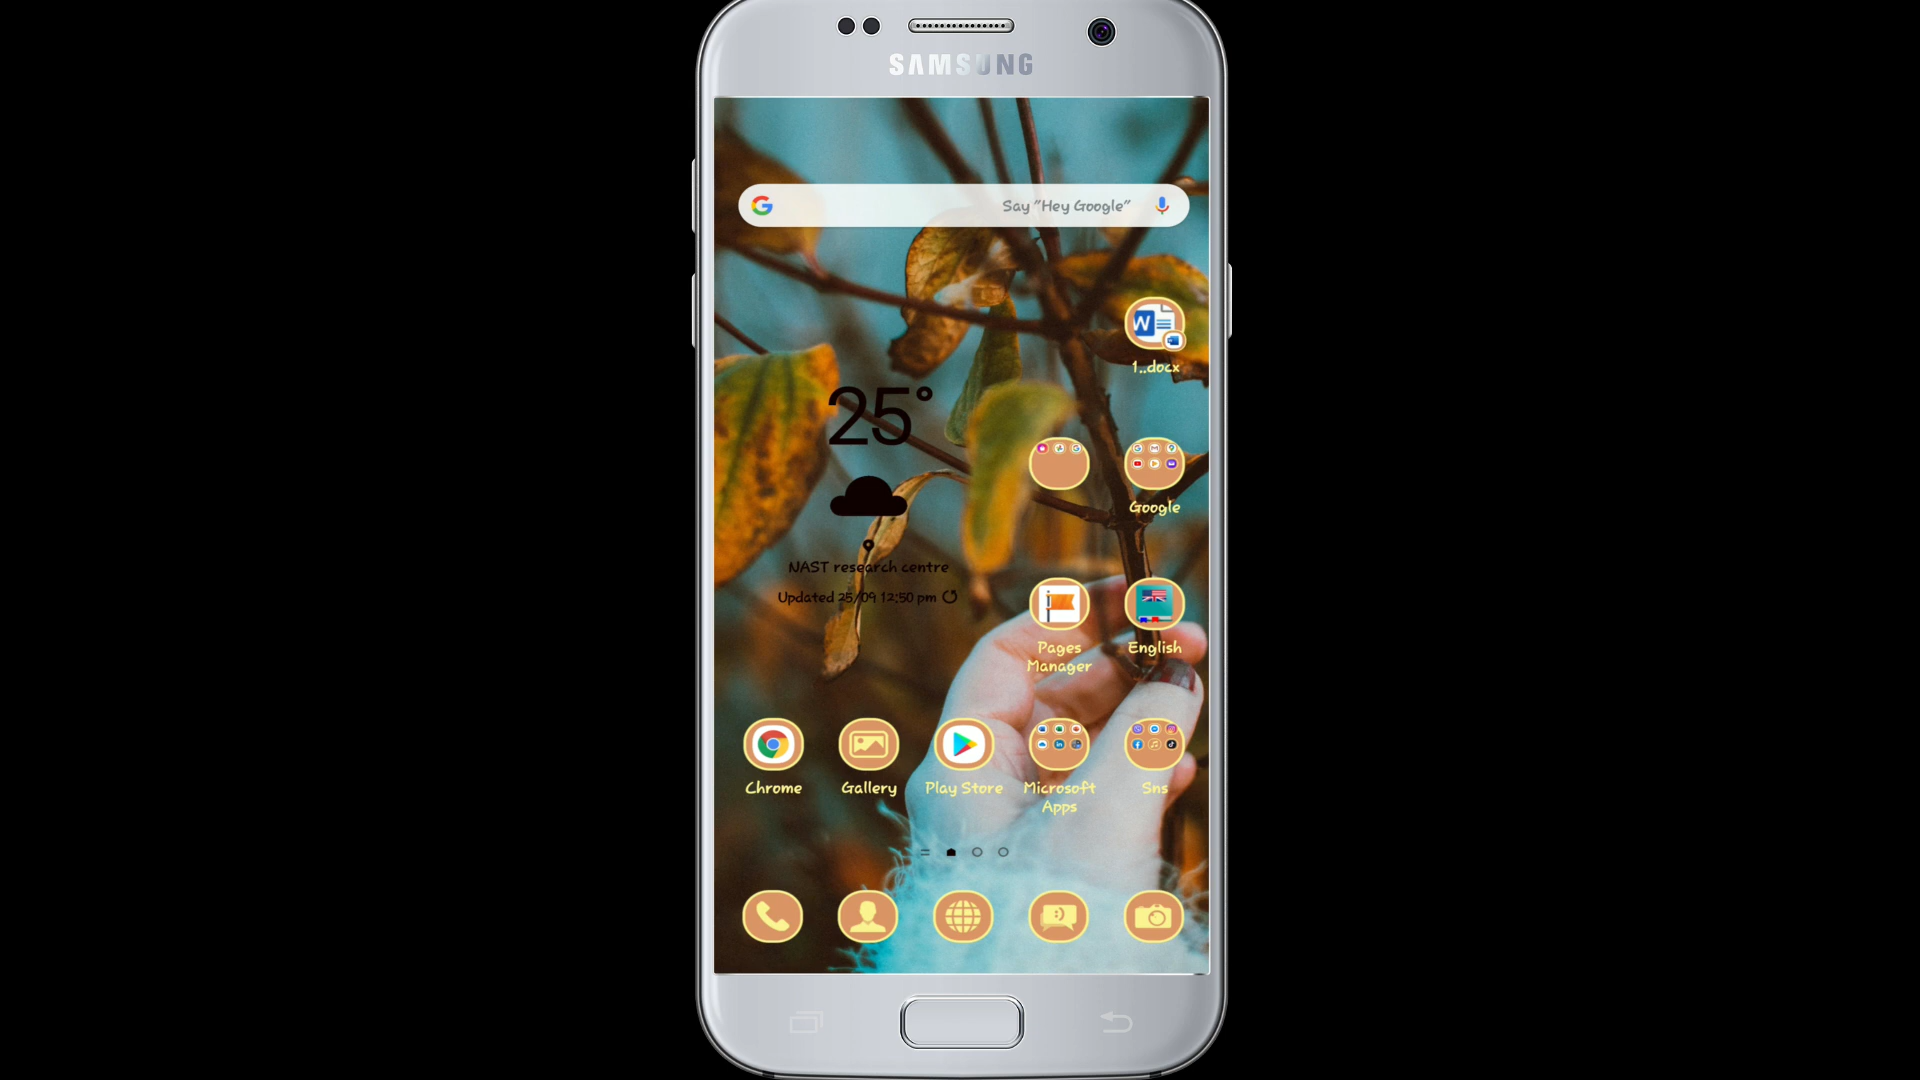 SAMSUNG
Say "Hey Google"
1..docx
25°
Google
NAST research centre
Updated 25/09 12:50 pm
Pages
Manager
English
Chrome
Gallery
Play Store
Microsoft
Apps
Sns